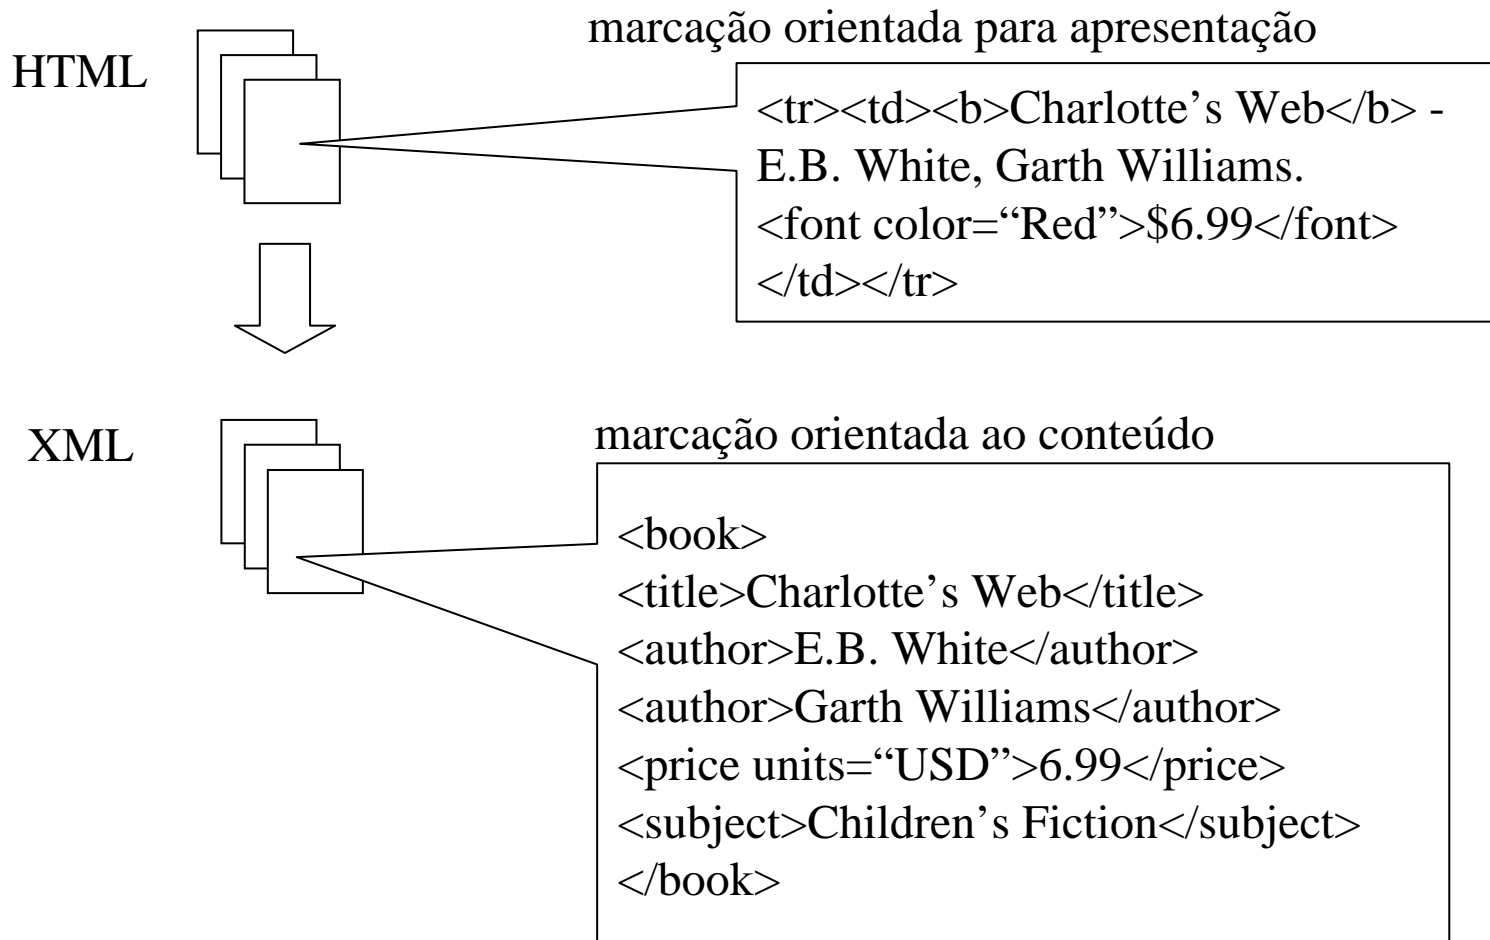 marcação orientada para apresentação
HTML
<tr><td><b>Charlotte’s Web</b> -
E.B. White, Garth Williams.
<font color=“Red”>$6.99</font>
</td></tr>
XML
marcação orientada ao conteúdo
<book>
<title>Charlotte’s Web</title>
<author>E.B. White</author>
<author>Garth Williams</author>
<price units=“USD”>6.99</price>
<subject>Children’s Fiction</subject>
</book>